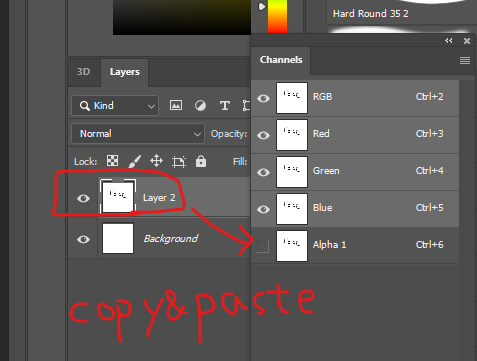 Hard Round 35 2
Channels
3D Layers
Kind
Normal Opacity:
Lock: Fill:
Layer 2
Background
RGB Ctrl+2
Red Ctrl+3
Green Ctrl+4
Blue Ctrl+5
Alpha 1 Ctrl+6
copy&paste